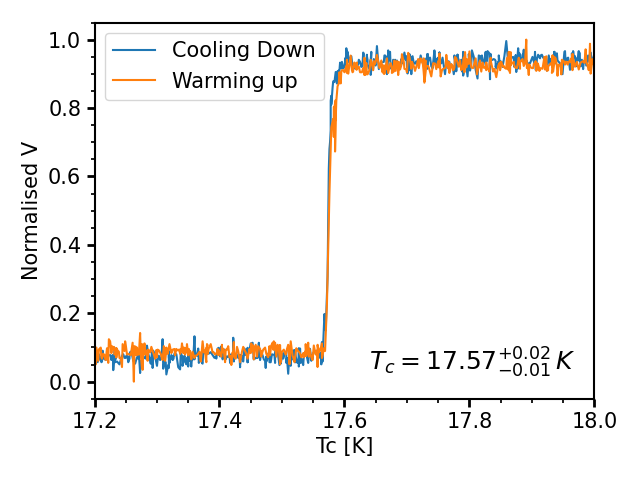 Cooling Down
Warming up
1.0
0.8
0.6
0.4
0.2
0.0
Normalised V
T_c = 17.57^{+0.02}_{-0.01} K
17.2 17.4 17.6 17.8 18.0
Tc [K]